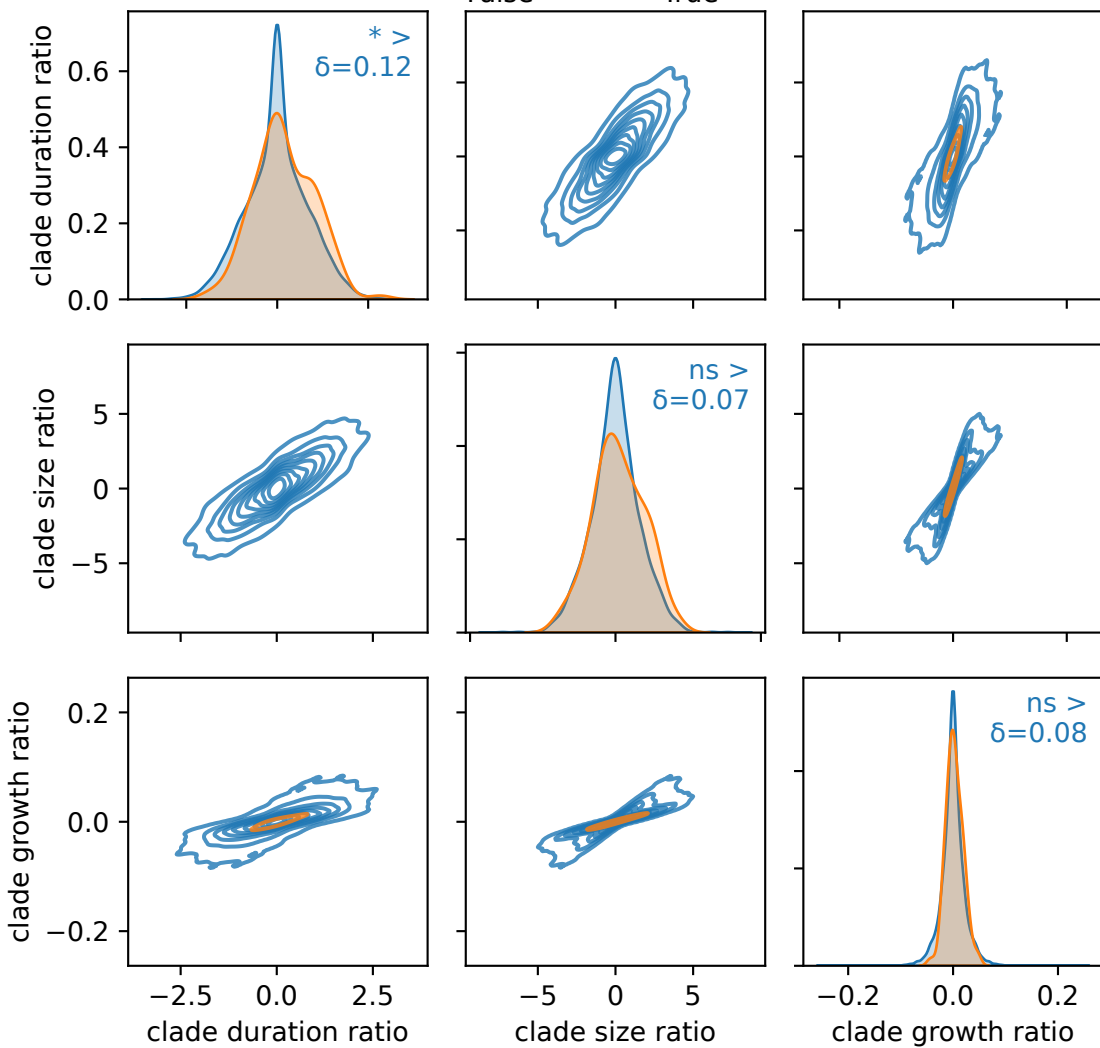 clade duration ratio
0.6
0.4
0.2
0.0
* >
δ=0.12
clade size ratio
5
0
−5
ns >
δ=0.07
clade growth ratio
0.2
0.0
−0.2
ns >
δ=0.08
−2.5 0.0 2.5
−5 0 5
−0.2 0.0 0.2
clade duration ratio
clade size ratio
clade growth ratio